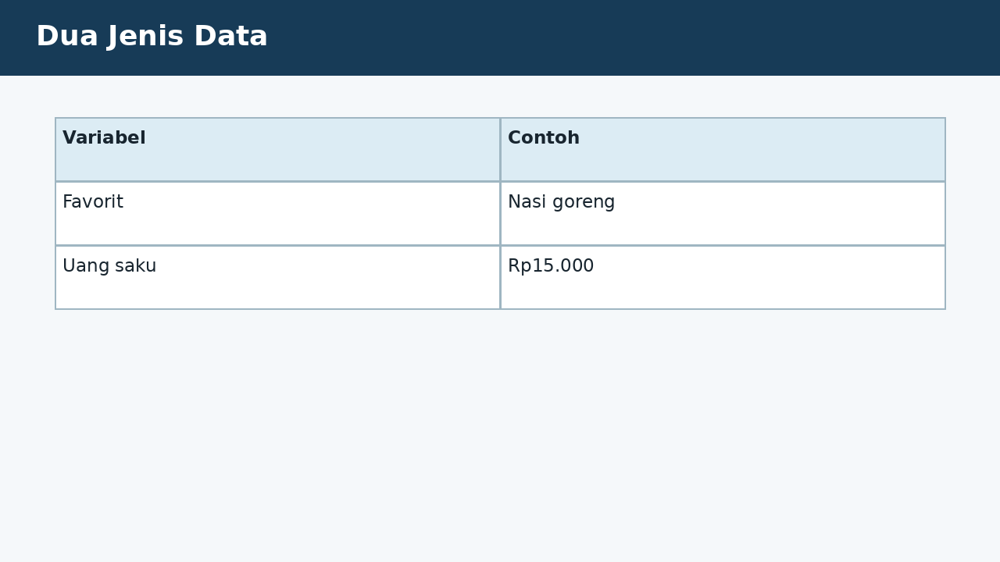 Dua Jenis Data
Variabel Contoh
Favorit Nasi goreng
Uang saku Rp15.000